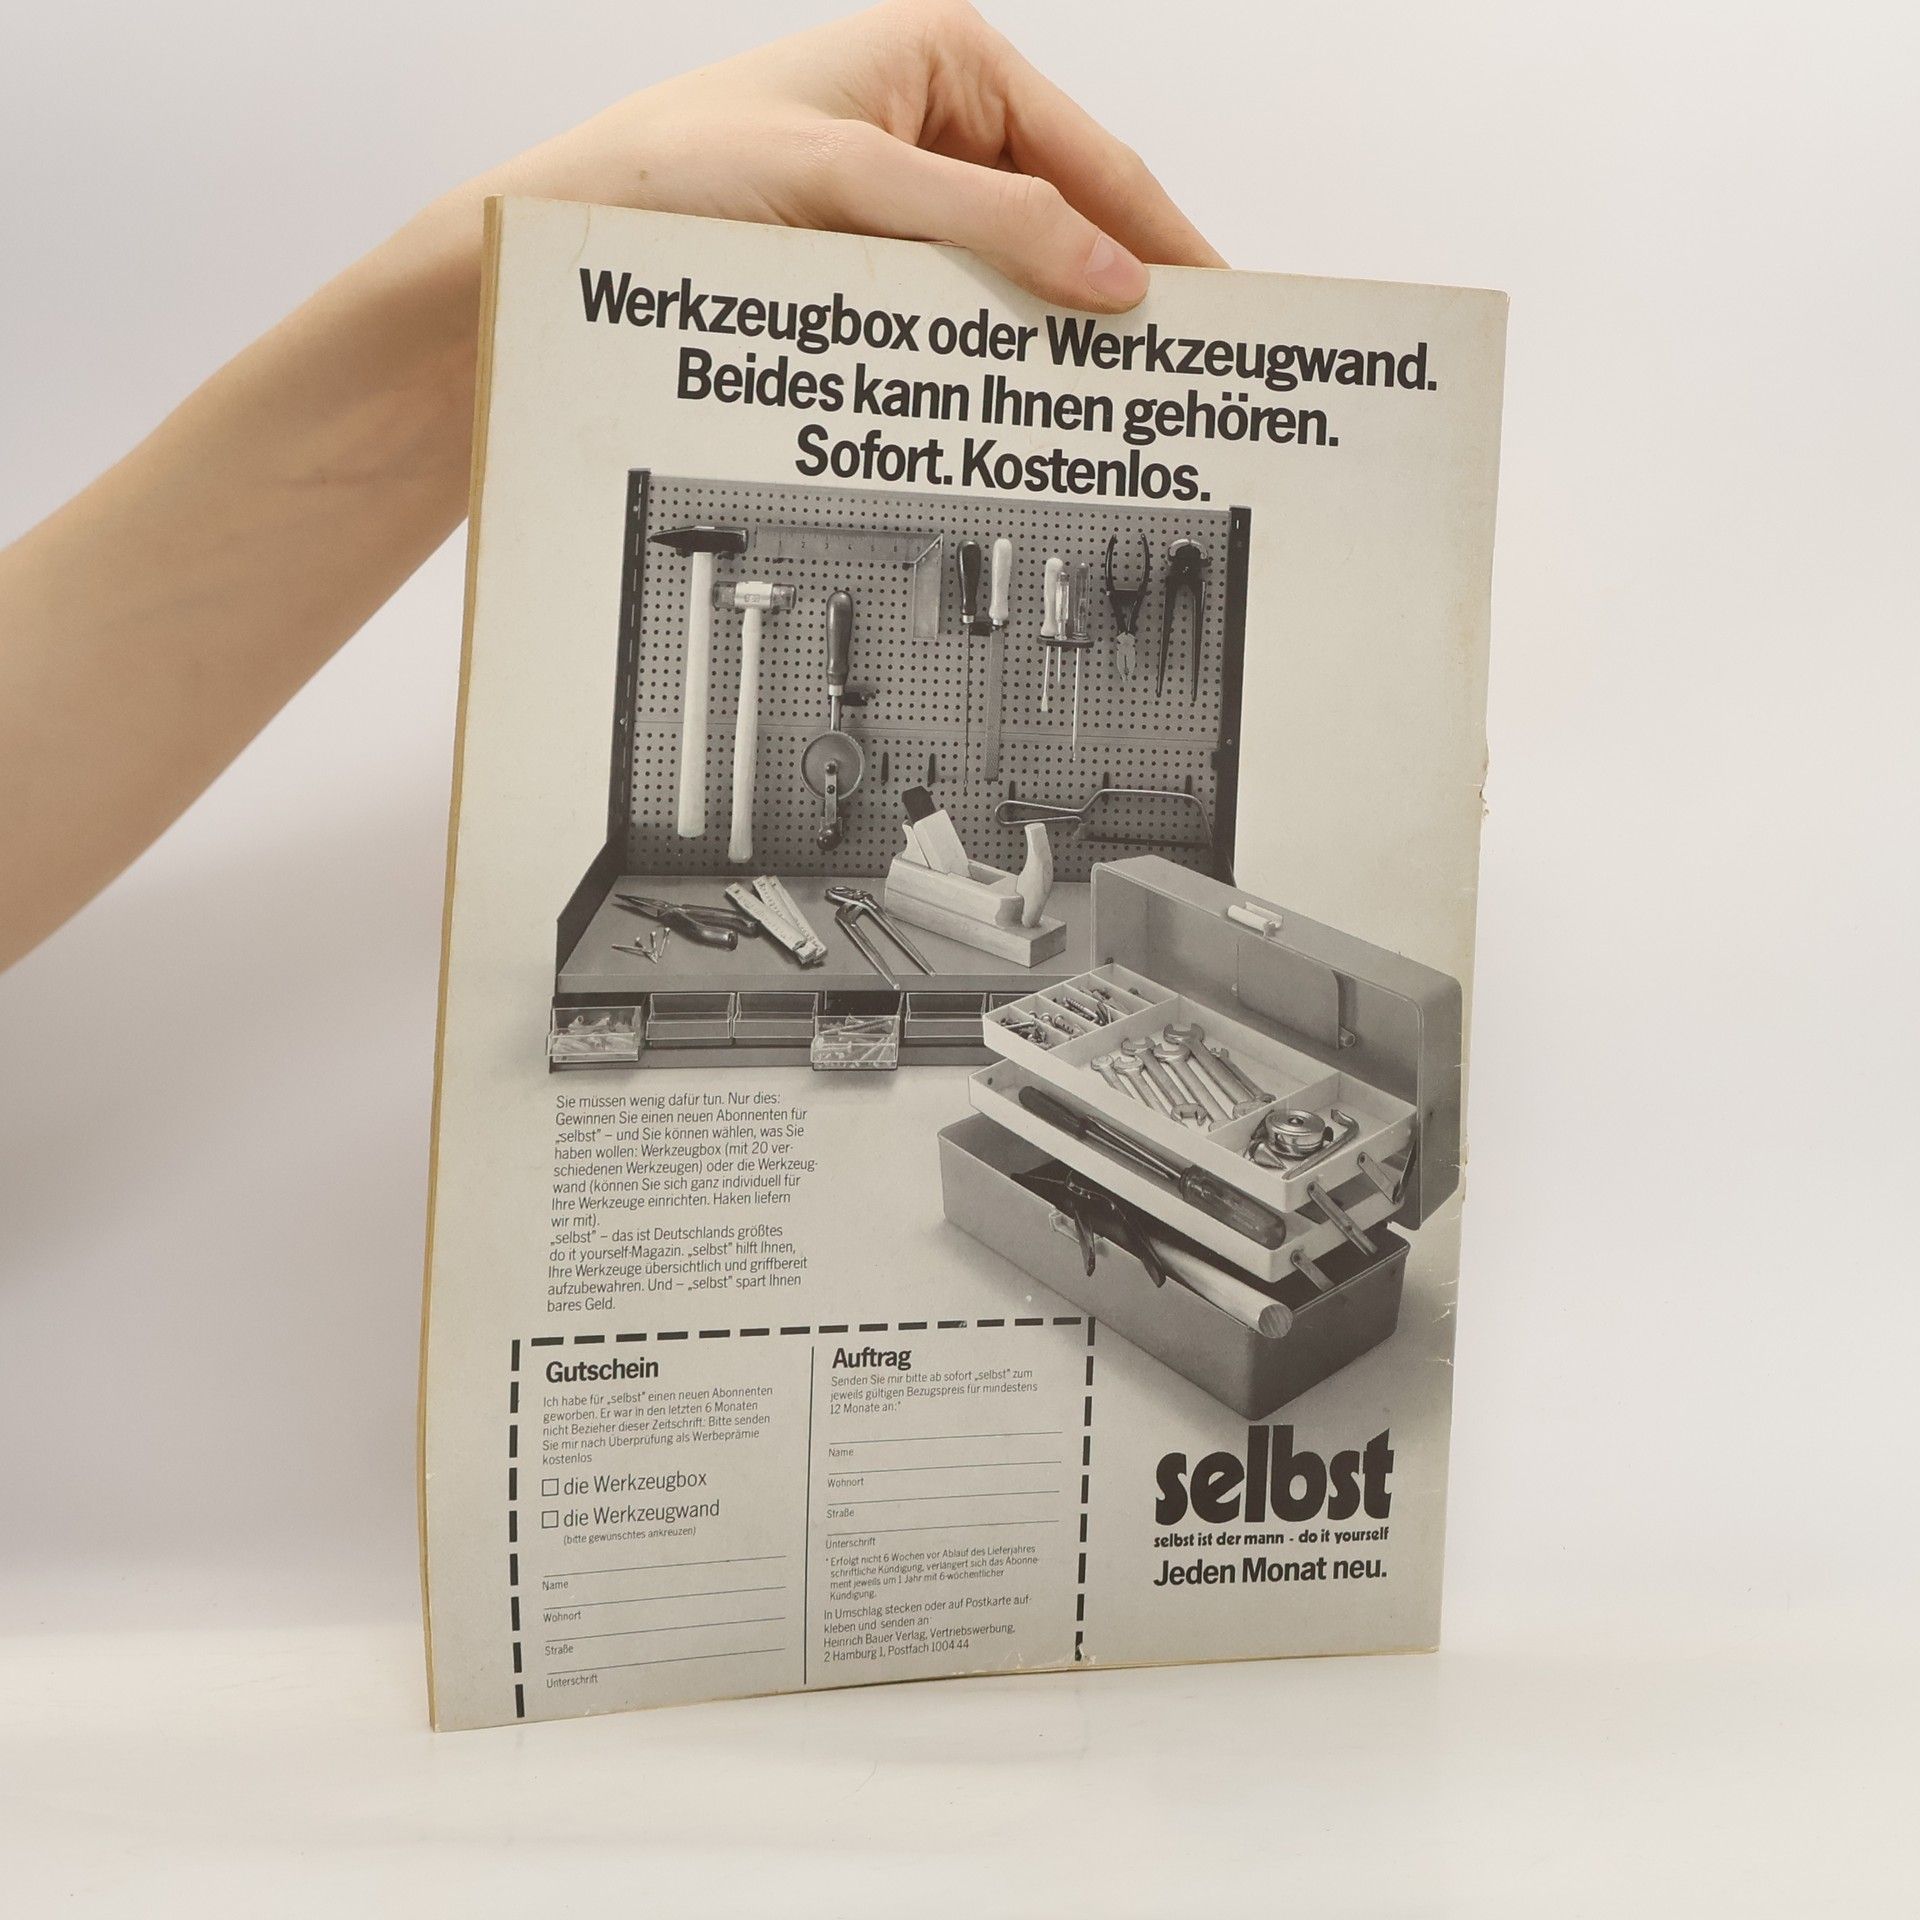 Werkzeugbox oder Werkzeugwand.
Beides kann Ihnen gehören.
Sofort. Kostenlos.
Sie müssen wenig dafür tun. Nur dies:
Gewinnen Sie einen neuen Abonnenten für
„selbst" – und Sie können wählen, was Sie
haben wollen: Werkzeugbox (mit 20 ver-
schiedenen Werkzeugen) oder die Werkzeug-
wand (können Sie sich ganz individuell für
Ihre Werkzeuge einrichten. Haken liefern
wir mit).
„selbst" – das ist Deutschlands größtes
do it yourself-Magazin. „selbst" hilft Ihnen,
Ihre Werkzeuge übersichtlich und griffbereit
aufzubewahren. Und – „selbst" spart Ihnen
bares Geld.
Gutschein
Ich habe für „selbst" einen neuen Abonnenten
geworben. Er war in den letzten 6 Monaten
nicht Bezieher dieser Zeitschrift. Bitte senden
Sie mir nach Überprüfung als Werbeprämie
kostenlos
die Werkzeugbox
die Werkzeugwand
(bitte gewünschtes ankreuzen)
Name
Wohnort
Straße
Unterschrift
Auftrag
Senden Sie mir bitte ab sofort „selbst" zum
jeweils gültigen Bezugspreis für mindestens
12 Monate an:*
Name
Wohnort
Straße
Unterschrift
* Erfolgt nicht 6 Wochen vor Ablauf des Lieferjahres
schriftliche Kündigung, verlängert sich das Abonne-
ment jeweils um 1 Jahr mit 6-wöchentlicher
Kündigung.
In Umschlag stecken oder auf Postkarte auf-
kleben und senden an:
Heinrich Bauer Verlag, Vertriebswerbung,
2 Hamburg 1, Postfach 1004 44
selbst
selbst ist der mann - do it yourself
Jeden Monat neu.